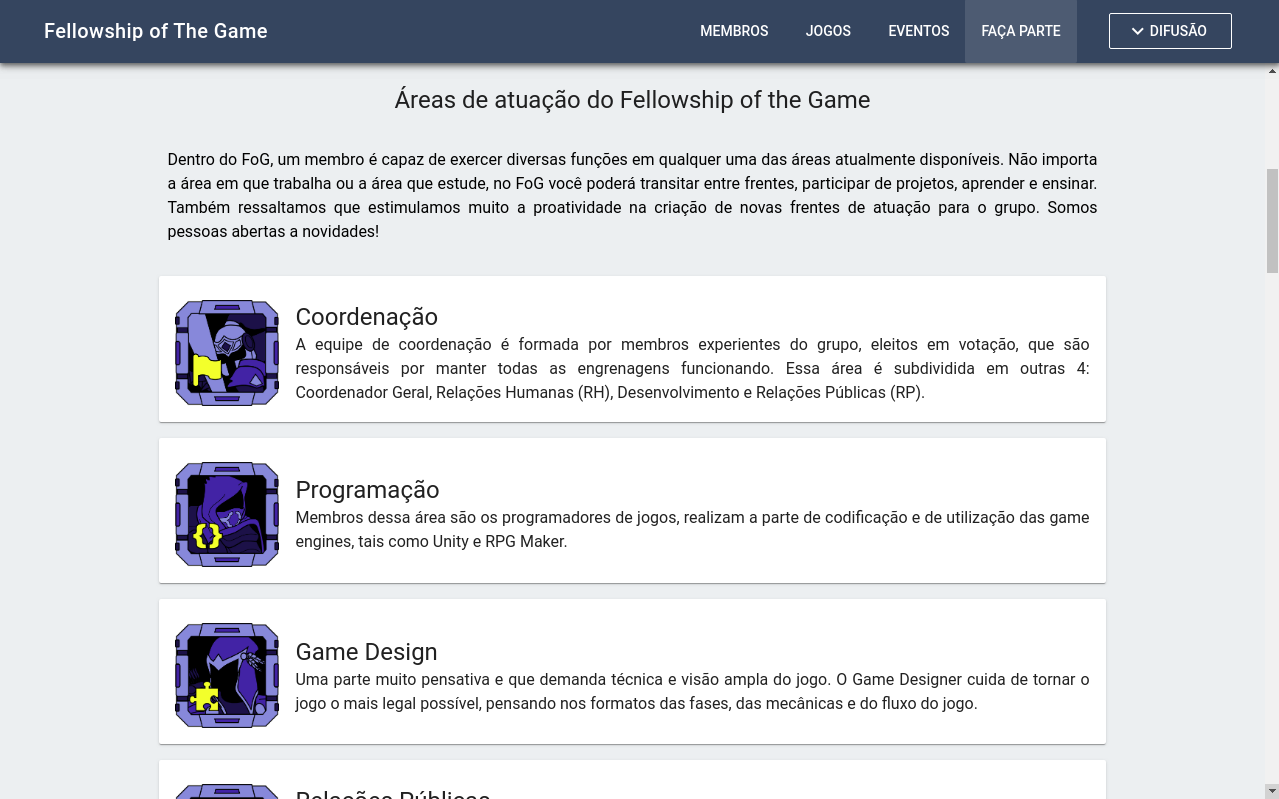 Fellowship of The Game
MEMBROS
JOGOS
EVENTOS
FAÇA PARTE
DIFUSÃO
Áreas de atuação do Fellowship of the Game
Dentro do FoG, um membro é capaz de exercer diversas funções em qualquer uma das áreas atualmente disponíveis. Não importa
a área em que trabalha ou a área que estude, no FoG você poderá transitar entre frentes, participar de projetos, aprender e ensinar.
Também ressaltamos que estimulamos muito a proatividade na criação de novas frentes de atuação para o grupo. Somos
pessoas abertas a novidades!
Coordenação
A equipe de coordenação é formada por membros experientes do grupo, eleitos em votação, que são
responsáveis por manter todas as engrenagens funcionando. Essa área é subdividida em outras 4:
Coordenador Geral, Relações Humanas (RH), Desenvolvimento e Relações Públicas (RP).
Programação
Membros dessa área são os programadores de jogos, realizam a parte de codificação e de utilização das game
engines, tais como Unity e RPG Maker.
Game Design
Uma parte muito pensativa e que demanda técnica e visão ampla do jogo. O Game Designer cuida de tornar o
jogo o mais legal possível, pensando nos formatos das fases, das mecânicas e do fluxo do jogo.
Relações Públicas